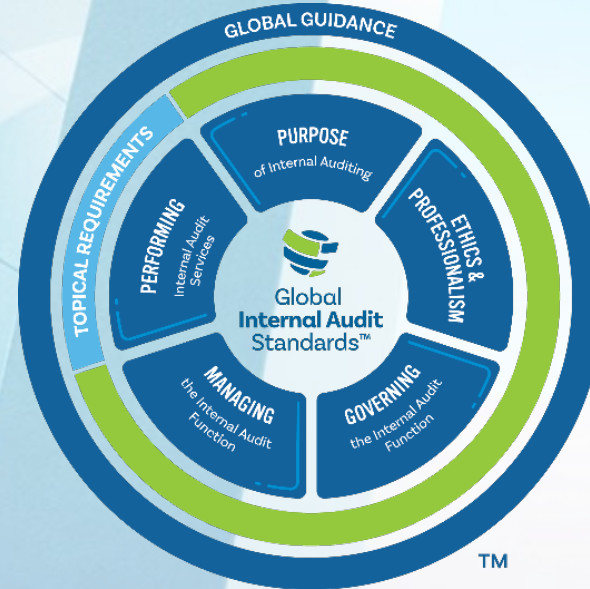 GLOBAL GUIDANCE
TOPICAL REQUIREMENTS
PURPOSE
of Internal Auditing
ETHICS &
PROFESSIONALISM
GOVERNING
the Internal Audit
Function
MANAGING
the Internal Audit
Function
PERFORMING
Internal Audit
Services
Global
Internal Audit
Standards™
TM